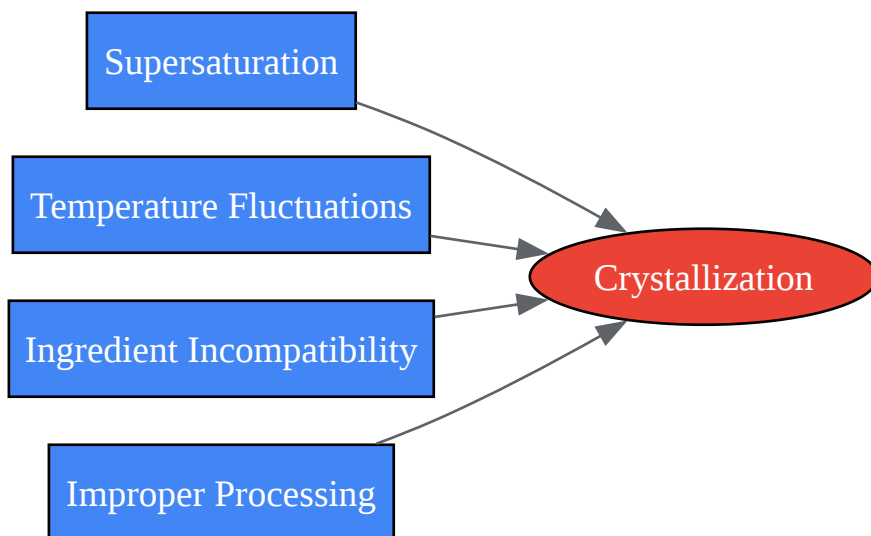 Supersaturation
Temperature Fluctuations
Crystallization
Ingredient Incompatibility
Improper Processing